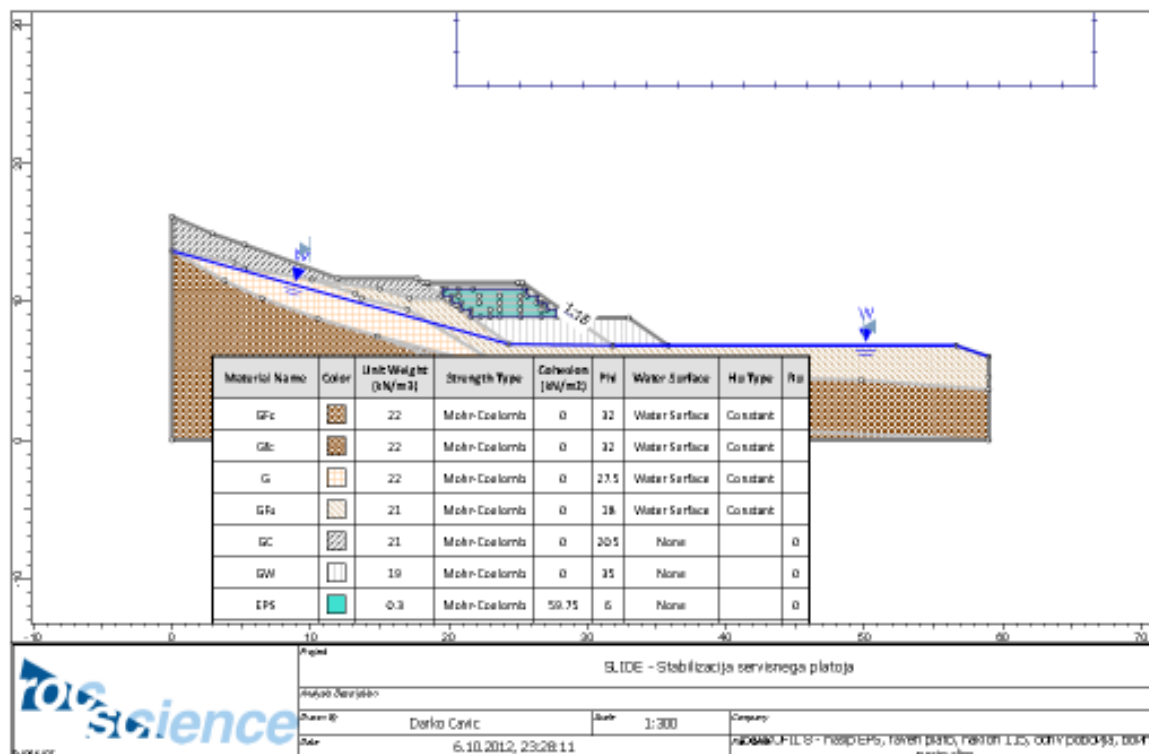 30
20
10
0
-10
W
1:1.5
W
Material Name Color Unit Weight (kN/m3) Strength Type Cohesion (kN/m2) Phi Water Surface Hu Type Ru
GFc 22 Mohr-Coulomb 0 32 Water Surface Constant
22 Mohr-Coulomb 0 32 Water Surface Constant
G 22 Mohr-Coulomb 0 27.5 Water Surface Constant
GFs 21 Mohr-Coulomb 0 Water Surface Constant
GC 21 Mohr-Coulomb 0 None 0
GW 19 Mohr-Coulomb 0 35 None 0
EPS 0.3 Mohr-Coulomb 59.75 6 None 0
-10 0 10 20 30 40 50 60 70
rocscience
Project
SLIDE - Stabilizacija servisnega platoja
Analysis Description
Drawn By Darko Cavic Scale 1:300 Company
Date 6.10.2012, 23:28:11